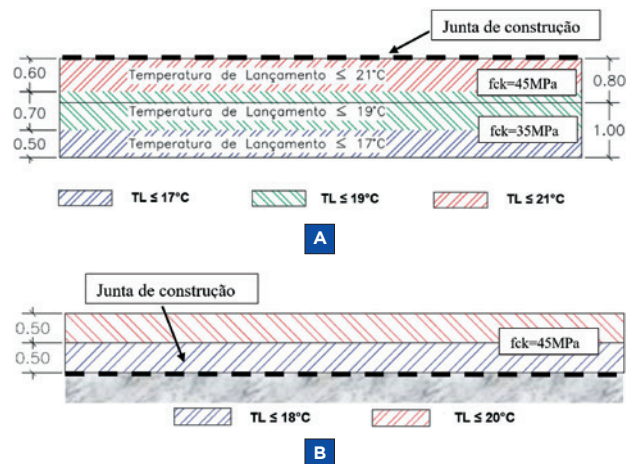 Junta de construção
0.60
Temperatura de Lançamento ≤ 21°C
fck=45MPa
0.80
0.70
Temperatura de Lançamento ≤ 19°C
fck=35MPa
1.00
0.50
Temperatura de Lançamento ≤ 17°C
TL ≤ 17°C
TL ≤ 19°C
TL ≤ 21°C
A
Junta de construção
0.50
fck=45MPa
0.50
TL ≤ 18°C
TL ≤ 20°C
B